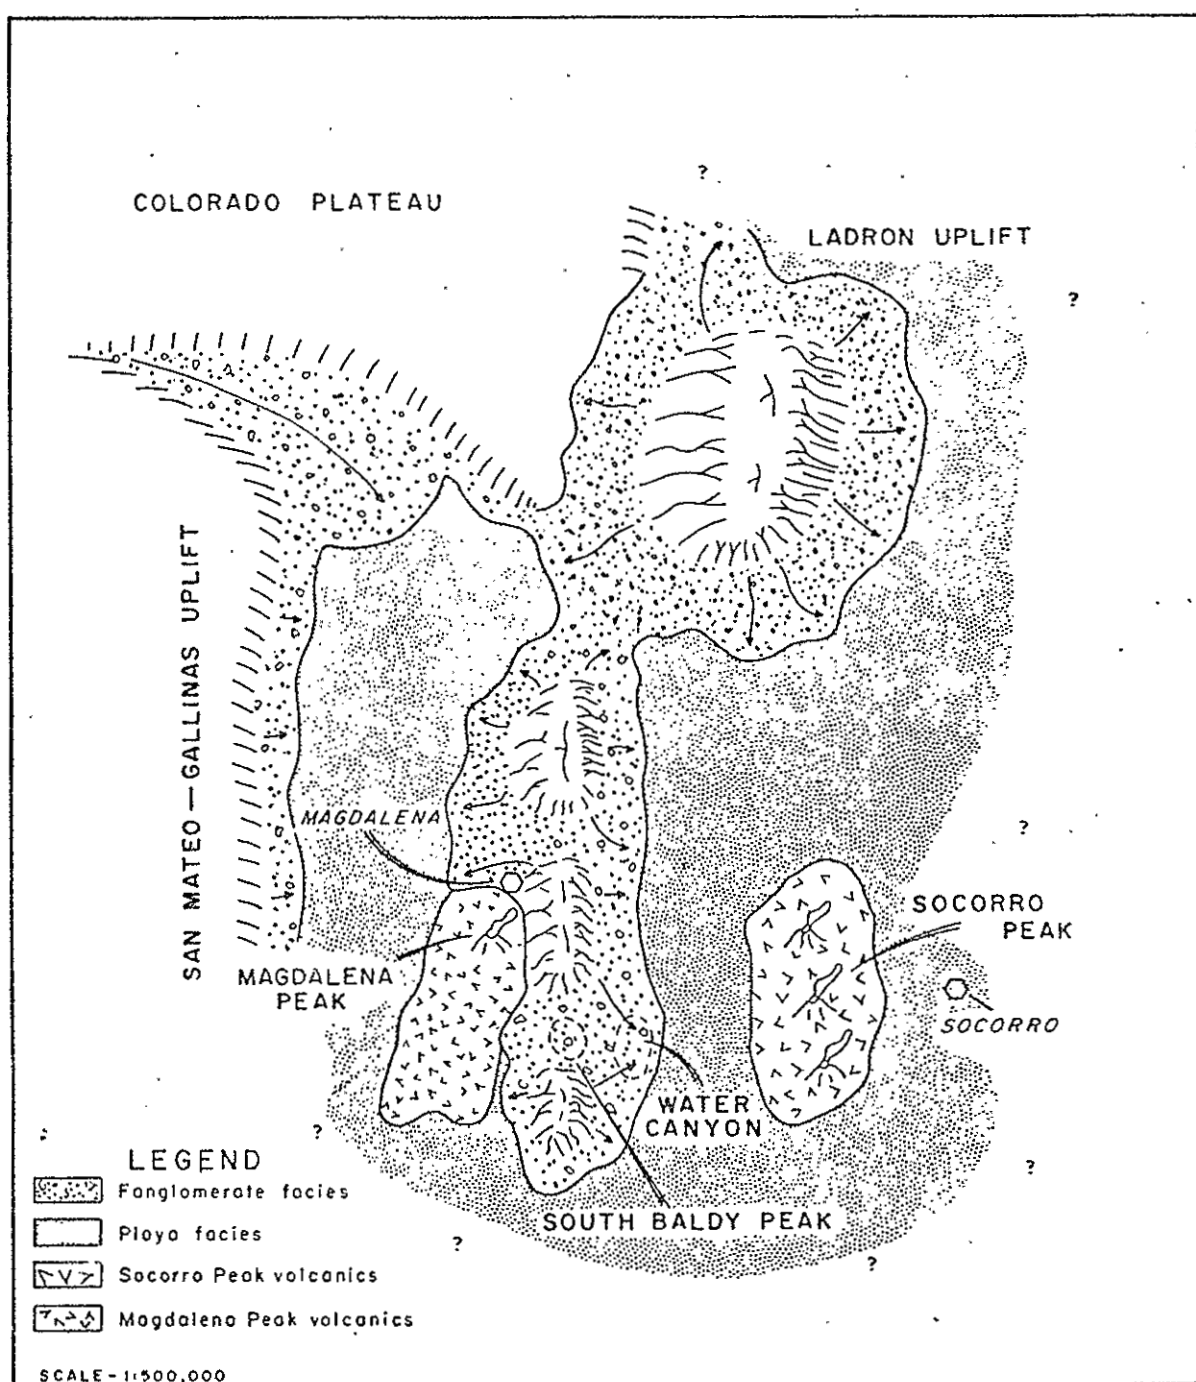 ?
COLORADO PLATEAU
LADRON UPLIFT
?
SAN MATEO—GALLINAS UPLIFT
MAGDALENA
?
SOCORRO
PEAK
MAGDALENA
PEAK
SOCORRO
WATER
CANYON
?
?
SOUTH BALDY PEAK
?
?
LEGEND
Fanglomerate facies
Playa facies
Socorro Peak volcanics
Magdalena Peak volcanics
SCALE-1:500,000